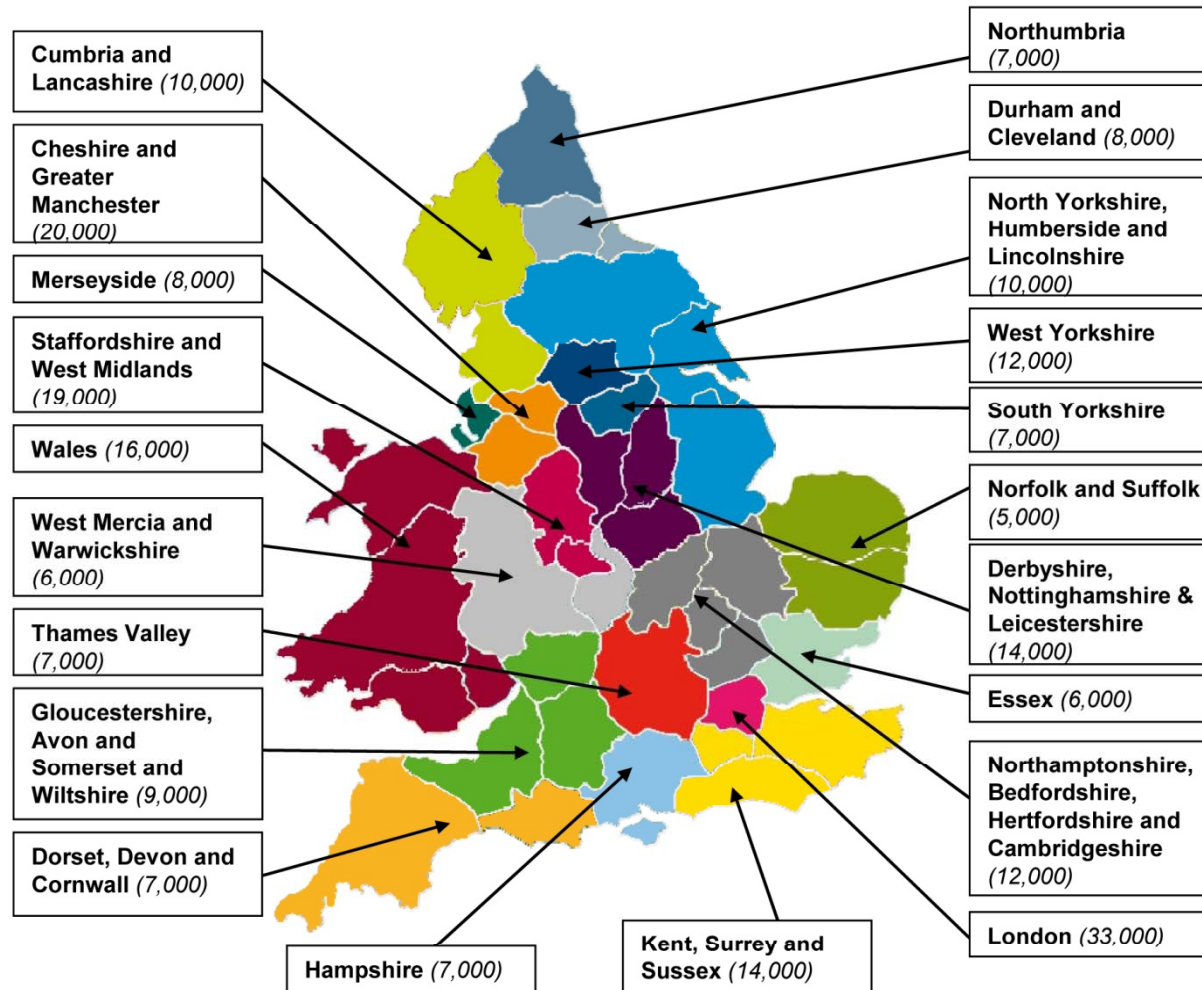 Cumbria and
Lancashire (10,000)
Cheshire and
Greater
Manchester
(20,000)
Merseyside (8,000)
Staffordshire and
West Midlands
(19,000)
Wales (16,000)
West Mercia and
Warwickshire
(6,000)
Thames Valley
(7,000)
Gloucestershire,
Avon and
Somerset and
Wiltshire (9,000)
Dorset, Devon and
Cornwall (7,000)
Hampshire (7,000)
Kent, Surrey and
Sussex (14,000)
Northumbria
(7,000)
Durham and
Cleveland (8,000)
North Yorkshire,
Humberside and
Lincolnshire
(10,000)
West Yorkshire
(12,000)
South Yorkshire
(7,000)
Norfolk and Suffolk
(5,000)
Derbyshire,
Nottinghamshire &
Leicestershire
(14,000)
Essex (6,000)
Northamptonshire,
Bedfordshire,
Hertfordshire and
Cambridgeshire
(12,000)
London (33,000)